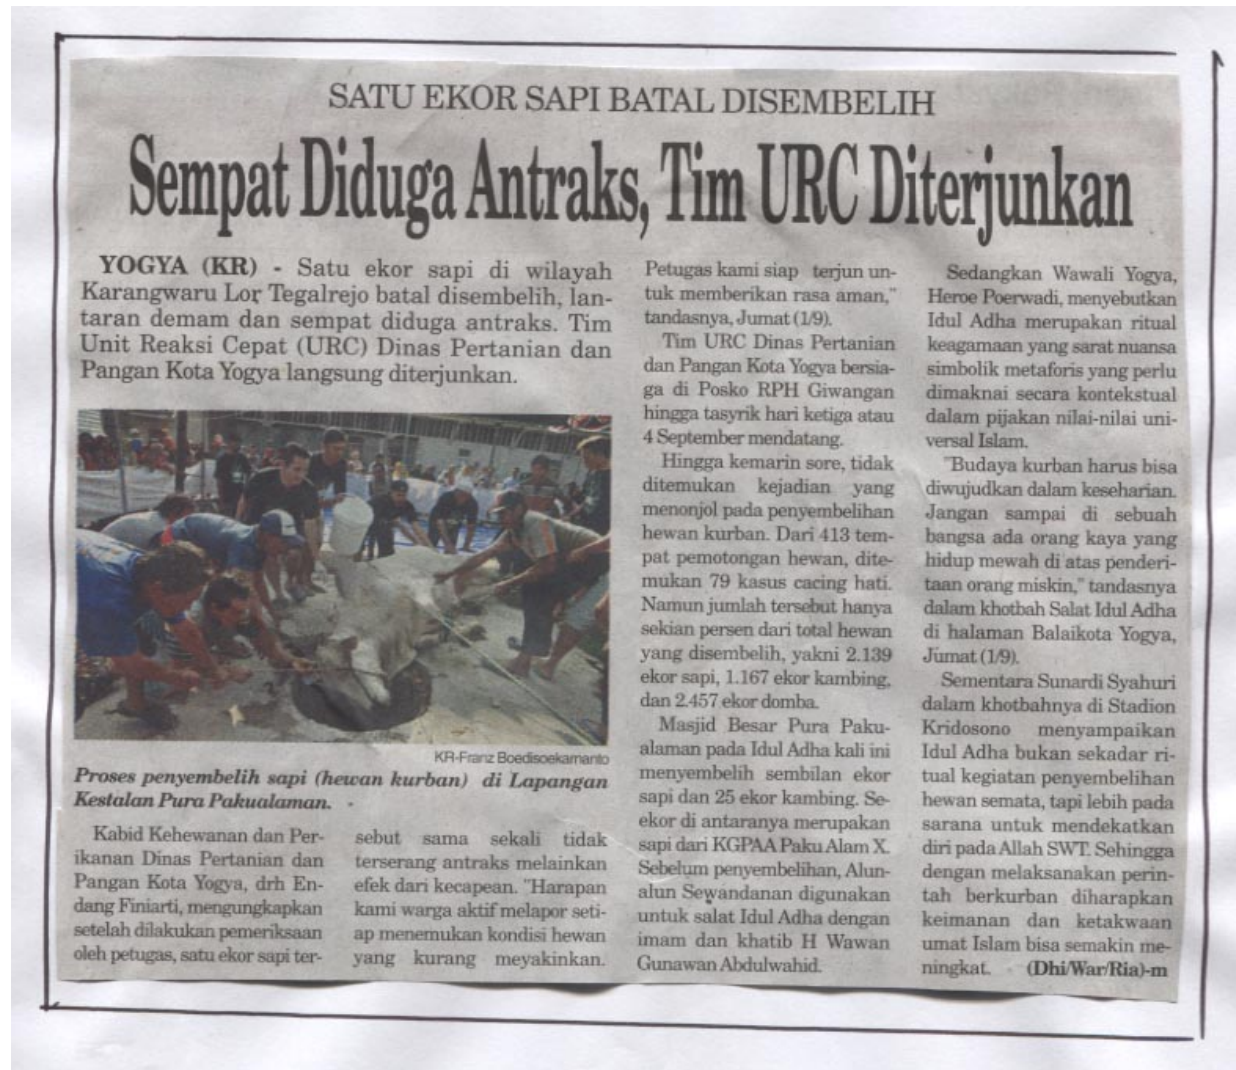 SATU EKOR SAPI BATAL DISEMBELIH
Sempat Diduga Antraks, Tim URC Diterjunkan
YOGYA (KR) - Satu ekor sapi di wilayah
Karangwaru Lor Tegalrejo batal disembelih, lan-
taran demam dan sempat diduga antraks. Tim
Unit Reaksi Cepat (URC) Dinas Pertanian dan
Pangan Kota Yogya langsung diterjunkan.
KR-Franz Boedisoekamanto
Proses penyembelih sapi (hewan kurban) di Lapangan
Kestalan Pura Pakualaman. -
Kabid Kehewanan dan Per-
ikanan Dinas Pertanian dan
Pangan Kota Yogya, drh En-
dang Finiarti, mengungkapkan
setelah dilakukan pemeriksaan
oleh petugas, satu ekor sapi ter-
sebut sama sekali tidak
terserang antraks melainkan
efek dari kecapean. "Harapan
kami warga aktif melapor seti-
ap menemukan kondisi hewan
yang kurang meyakinkan.
Petugas kami siap terjun un-
tuk memberikan rasa aman,"
tandasnya, Jumat (1/9).
Tim URC Dinas Pertanian
dan Pangan Kota Yogya bersia-
ga di Posko RPH Giwangan
hingga tasyrik hari ketiga atau
4 September mendatang.
Hingga kemarin sore, tidak
ditemukan kejadian yang
menonjol pada penyembelihan
hewan kurban. Dari 413 tem-
pat pemotongan hewan, dite-
mukan 79 kasus cacing hati.
Namun jumlah tersebut hanya
sekian persen dari total hewan
yang disembelih, yakni 2.139
ekor sapi, 1.167 ekor kambing,
dan 2.457 ekor domba.
Masjid Besar Pura Paku-
alaman pada Idul Adha kali ini
menyembelih sembilan ekor
sapi dan 25 ekor kambing. Se-
ekor di antaranya merupakan
sapi dari KGPAA Paku Alam X.
Sebelum penyembelihan, Alun-
alun Sewandanan digunakan
untuk salat Idul Adha dengan
imam dan khatib H Wawan
Gunawan Abdulwahid.
Sedangkan Wawali Yogya,
Heroe Poerwadi, menyebutkan
Idul Adha merupakan ritual
keagamaan yang sarat nuansa
simbolik metaforis yang perlu
dimaknai secara kontekstual
dalam pijakan nilai-nilai uni-
versal Islam.
"Budaya kurban harus bisa
diwujudkan dalam keseharian.
Jangan sampai di sebuah
bangsa ada orang kaya yang
hidup mewah di atas penderi-
taan orang miskin," tandasnya
dalam khotbah Salat Idul Adha
di halaman Balaikota Yogya,
Jumat (1/9).
Sementara Sunardi Syahuri
dalam khotbahnya di Stadion
Kridosono menyampaikan
Idul Adha bukan sekadar ri-
tual kegiatan penyembelihan
hewan semata, tapi lebih pada
sarana untuk mendekatkan
diri pada Allah SWT. Sehingga
dengan melaksanakan perin-
tah berkurban diharapkan
keimanan dan ketakwaan
umat Islam bisa semakin me-
ningkat. - (Dhi/War/Ria)-m